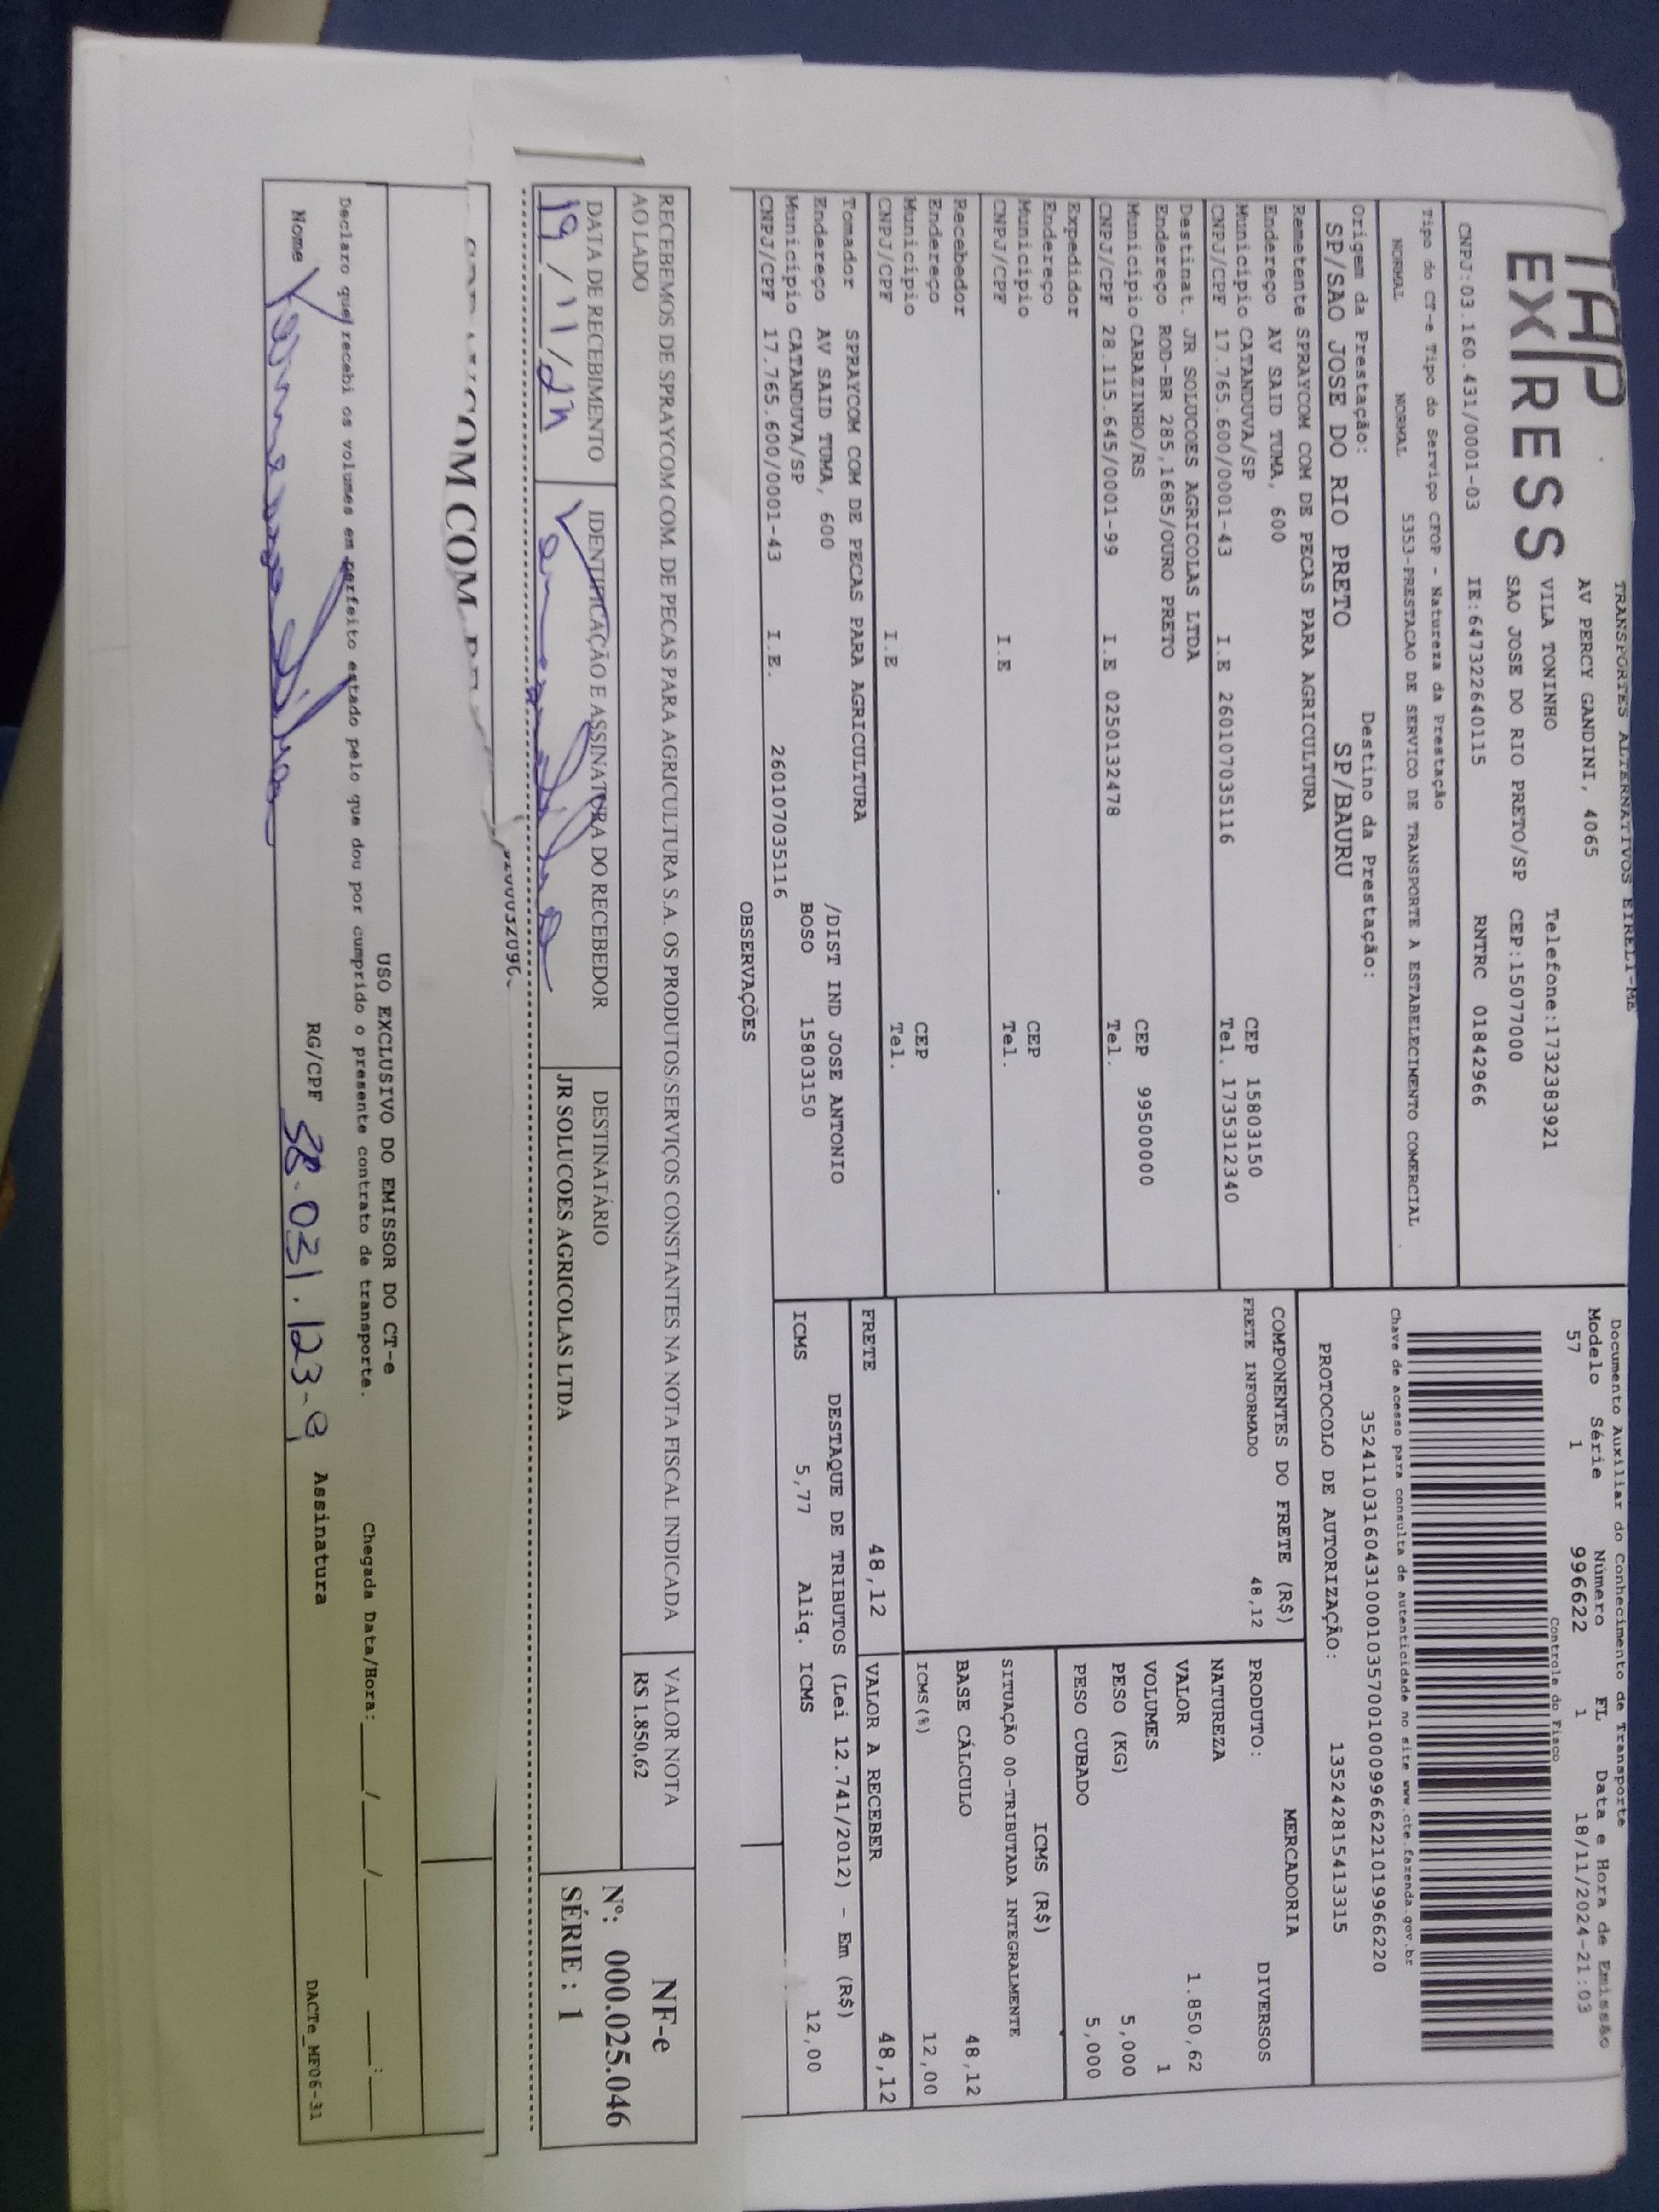 TAP
EXPRESS
TRANSPORTES ALTERNATIVOS EIRELI-ME
AV PERCY GANDINI, 4065
VILA TONINHO Telefone:1732383921
SAO JOSE DO RIO PRETO/SP CEP:15077000
CNPJ:03.160.431/0001-03 IE:647322640115 RNTRC 01842966
Tipo do CT-e Tipo do Serviço CFOP - Natureza da Prestação
NORMAL NORMAL 5353-PRESTACAO DE SERVICO DE TRANSPORTE A ESTABELECIMENTO COMERCIAL
Origem da Prestação: Destino da Prestação:
SP/SAO JOSE DO RIO PRETO SP/BAURU
Remetente SPRAYCOM COM DE PECAS PARA AGRICULTURA
Endereço AV SAID TUMA, 600 CEP 15803150
Município CATANDUVA/SP Tel. 1735312340
CNPJ/CPF 17.765.600/0001-43 I.E 260107035116
Destinat. JR SOLUCOES AGRICOLAS LTDA
Endereço ROD-BR 285,1685/OURO PRETO
Município CARAZINHO/RS CEP 99500000
CNPJ/CPF 28.115.645/0001-99 I.E 0250132478 Tel.
Expedidor
Endereço
Município CEP
CNPJ/CPF I.E Tel.
Recebedor
Endereço
Município CEP
CNPJ/CPF I.E Tel.
Tomador SPRAYCOM COM DE PECAS PARA AGRICULTURA
Endereço AV SAID TUMA, 600 /DIST IND JOSE ANTONIO
Município CATANDUVA/SP BOSO 15803150
CNPJ/CPF 17.765.600/0001-43 I.E. 260107035116
OBSERVAÇÕES
Documento Auxiliar do Conhecimento de Transporte
Modelo Série Número FL Data e Hora de Emissão
57 1 996622 1 18/11/2024-21:03
Controle do Fisco
Chave de acesso para consulta de autenticidade no site www.cte.fazenda.gov.br
35241103160431000103570010009966221019966220
PROTOCOLO DE AUTORIZAÇÃO: 135242815413315
COMPONENTES DO FRETE (R$)
FRETE INFORMADO 48,12
MERCADORIA
PRODUTO: DIVERSOS
NATUREZA
VALOR 1.850,62
VOLUMES 1
PESO (KG) 5,000
PESO CUBADO 5,000
ICMS (R$)
SITUAÇÃO 00-TRIBUTADA INTEGRALMENTE
BASE CÁLCULO 48,12
ICMS(%) 12,00
FRETE 48,12 VALOR A RECEBER 48,12
DESTAQUE DE TRIBUTOS (Lei 12.741/2012) - Em (R$)
ICMS 5,77 Aliq. ICMS 12,00
RECEBEMOS DE SPRAYCOM COM. DE PECAS PARA AGRICULTURA S.A. OS PRODUTOS/SERVIÇOS CONSTANTES NA NOTA FISCAL INDICADA
AO LADO
VALOR NOTA
R$ 1.850,62
NF-e
Nº: 000.025.046
SÉRIE : 1
DATA DE RECEBIMENTO IDENTIFICAÇÃO E ASSINATURA DO RECEBEDOR DESTINATÁRIO
19/11/24 JR SOLUCOES AGRICOLAS LTDA
COM COM
USO EXCLUSIVO DO EMISSOR DO CT-e
Declaro que recebi os volumes em perfeito estado pelo que dou por cumprido o presente contrato de transporte. Chegada Data/Hora:____/____/______ ___:___
Nome RG/CPF 38.031.123-9 Assinatura
DACTe_MF06-31